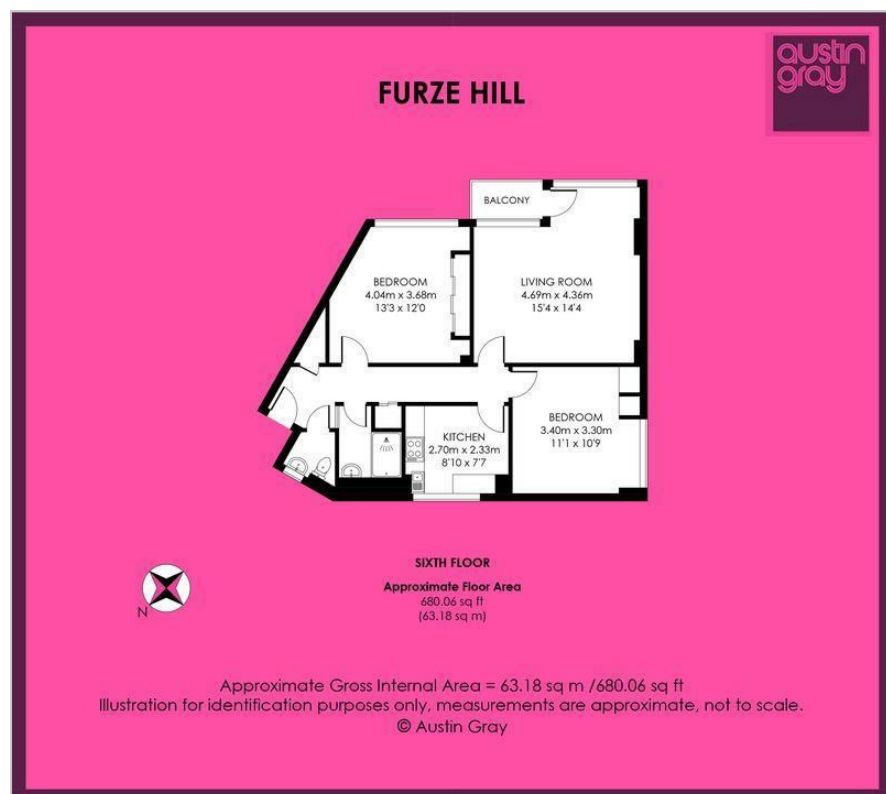 austin
gray
FURZE HILL
BALCONY
BEDROOM
4.04m x 3.68m
13'3 x 12'0
LIVING ROOM
4.69m x 4.36m
15'4 x 14'4
BEDROOM
3.40m x 3.30m
11'1 x 10'9
KITCHEN
2.70m x 2.33m
8'10 x 7'7
SIXTH FLOOR
Approximate Floor Area
680.06 sq ft
(63.18 sq m)
N
Approximate Gross Internal Area = 63.18 sq m /680.06 sq ft
Illustration for identification purposes only, measurements are approximate, not to scale.
© Austin Gray